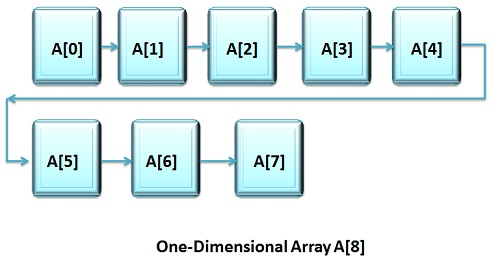 A[0] A[1] A[2] A[3] A[4]
A[5] A[6] A[7]
One-Dimensional Array A[8]